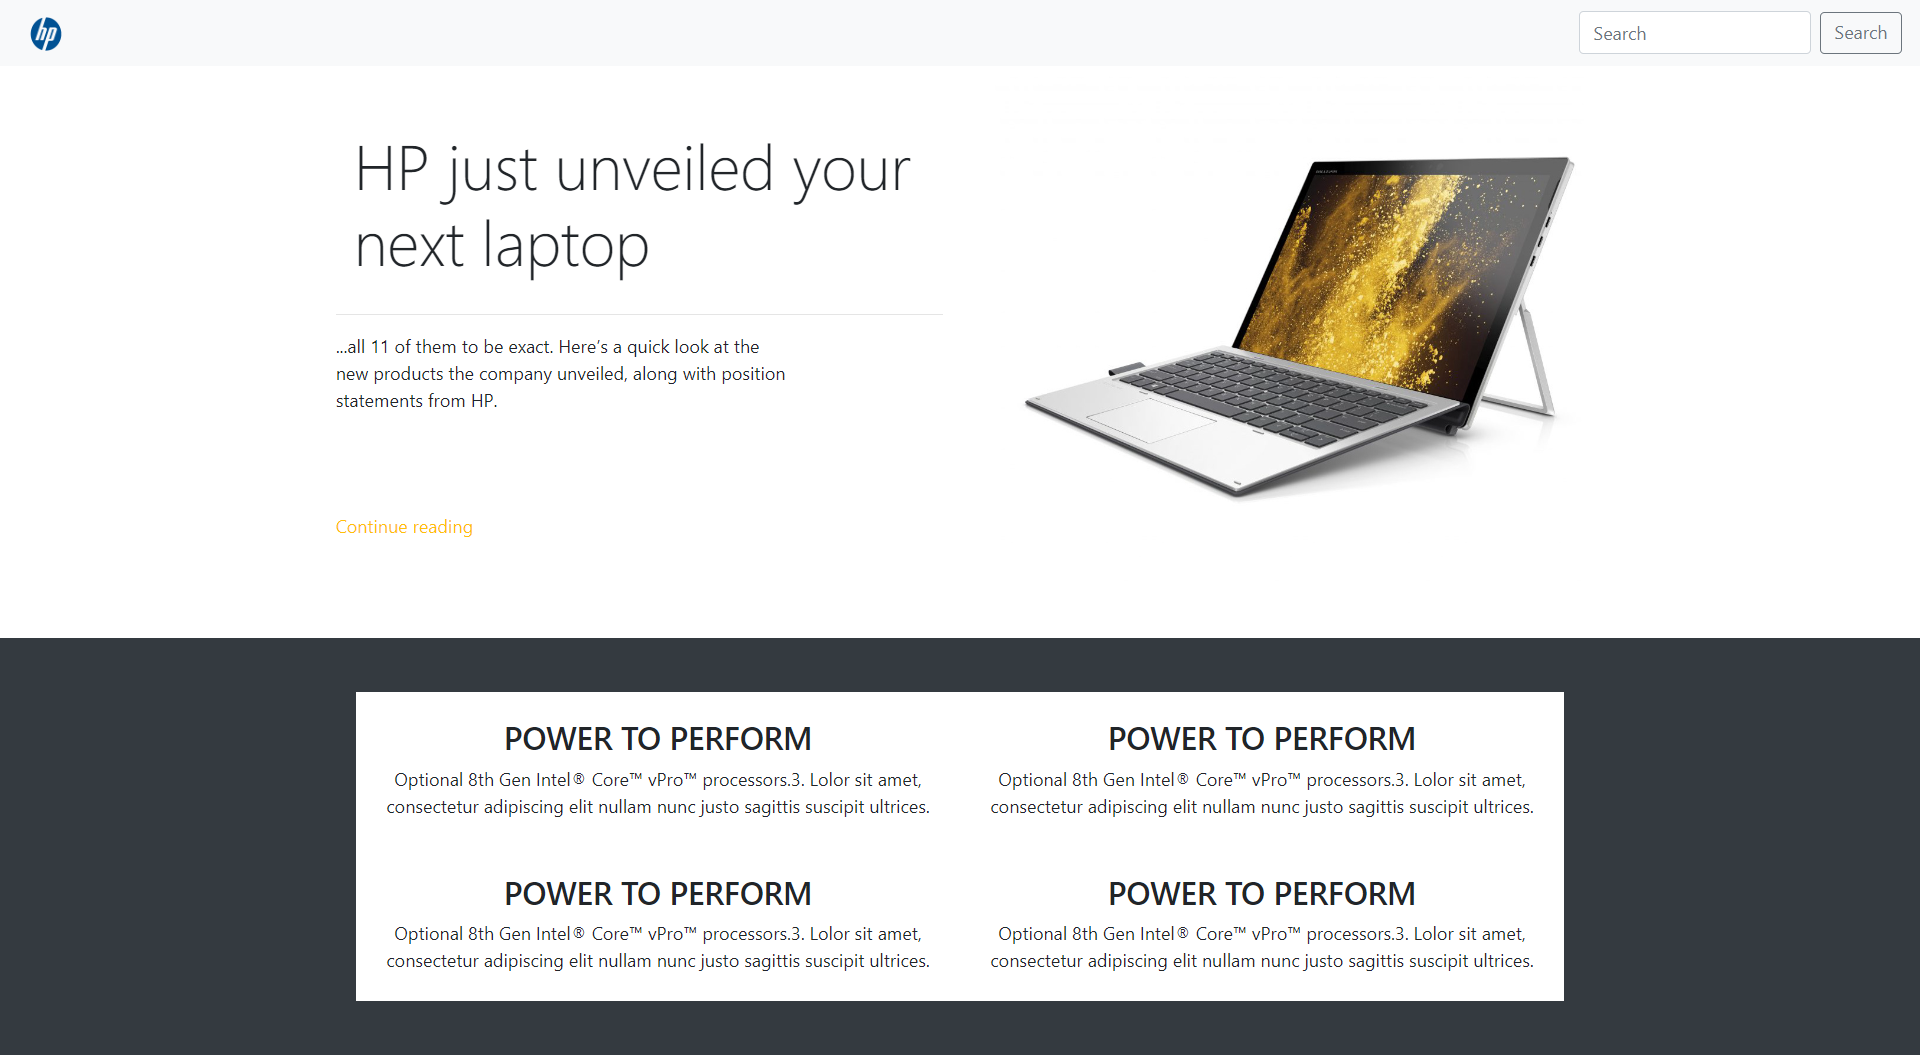 hp
Search
Search
HP just unveiled your
next laptop
...all 11 of them to be exact. Here's a quick look at the
new products the company unveiled, along with position
statements from HP.
Continue reading
POWER TO PERFORM
Optional 8th Gen Intel® Core™ vPro™ processors.3. Lolor sit amet,
consectetur adipiscing elit nullam nunc justo sagittis suscipit ultrices.
POWER TO PERFORM
Optional 8th Gen Intel® Core™ vPro™ processors.3. Lolor sit amet,
consectetur adipiscing elit nullam nunc justo sagittis suscipit ultrices.
POWER TO PERFORM
Optional 8th Gen Intel® Core™ vPro™ processors.3. Lolor sit amet,
consectetur adipiscing elit nullam nunc justo sagittis suscipit ultrices.
POWER TO PERFORM
Optional 8th Gen Intel® Core™ vPro™ processors.3. Lolor sit amet,
consectetur adipiscing elit nullam nunc justo sagittis suscipit ultrices.